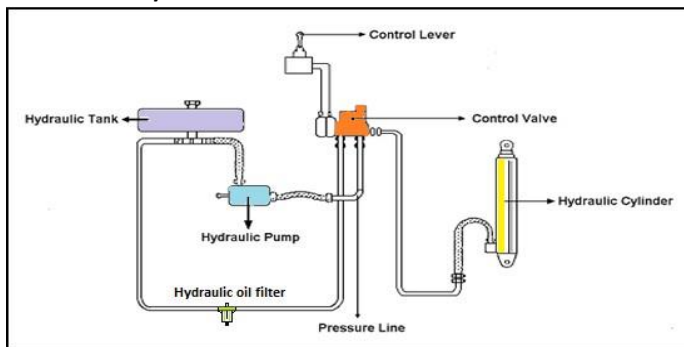 Control Lever
Hydraulic Tank
Control Valve
Hydraulic Cylinder
Hydraulic Pump
Hydraulic oil filter
Pressure Line